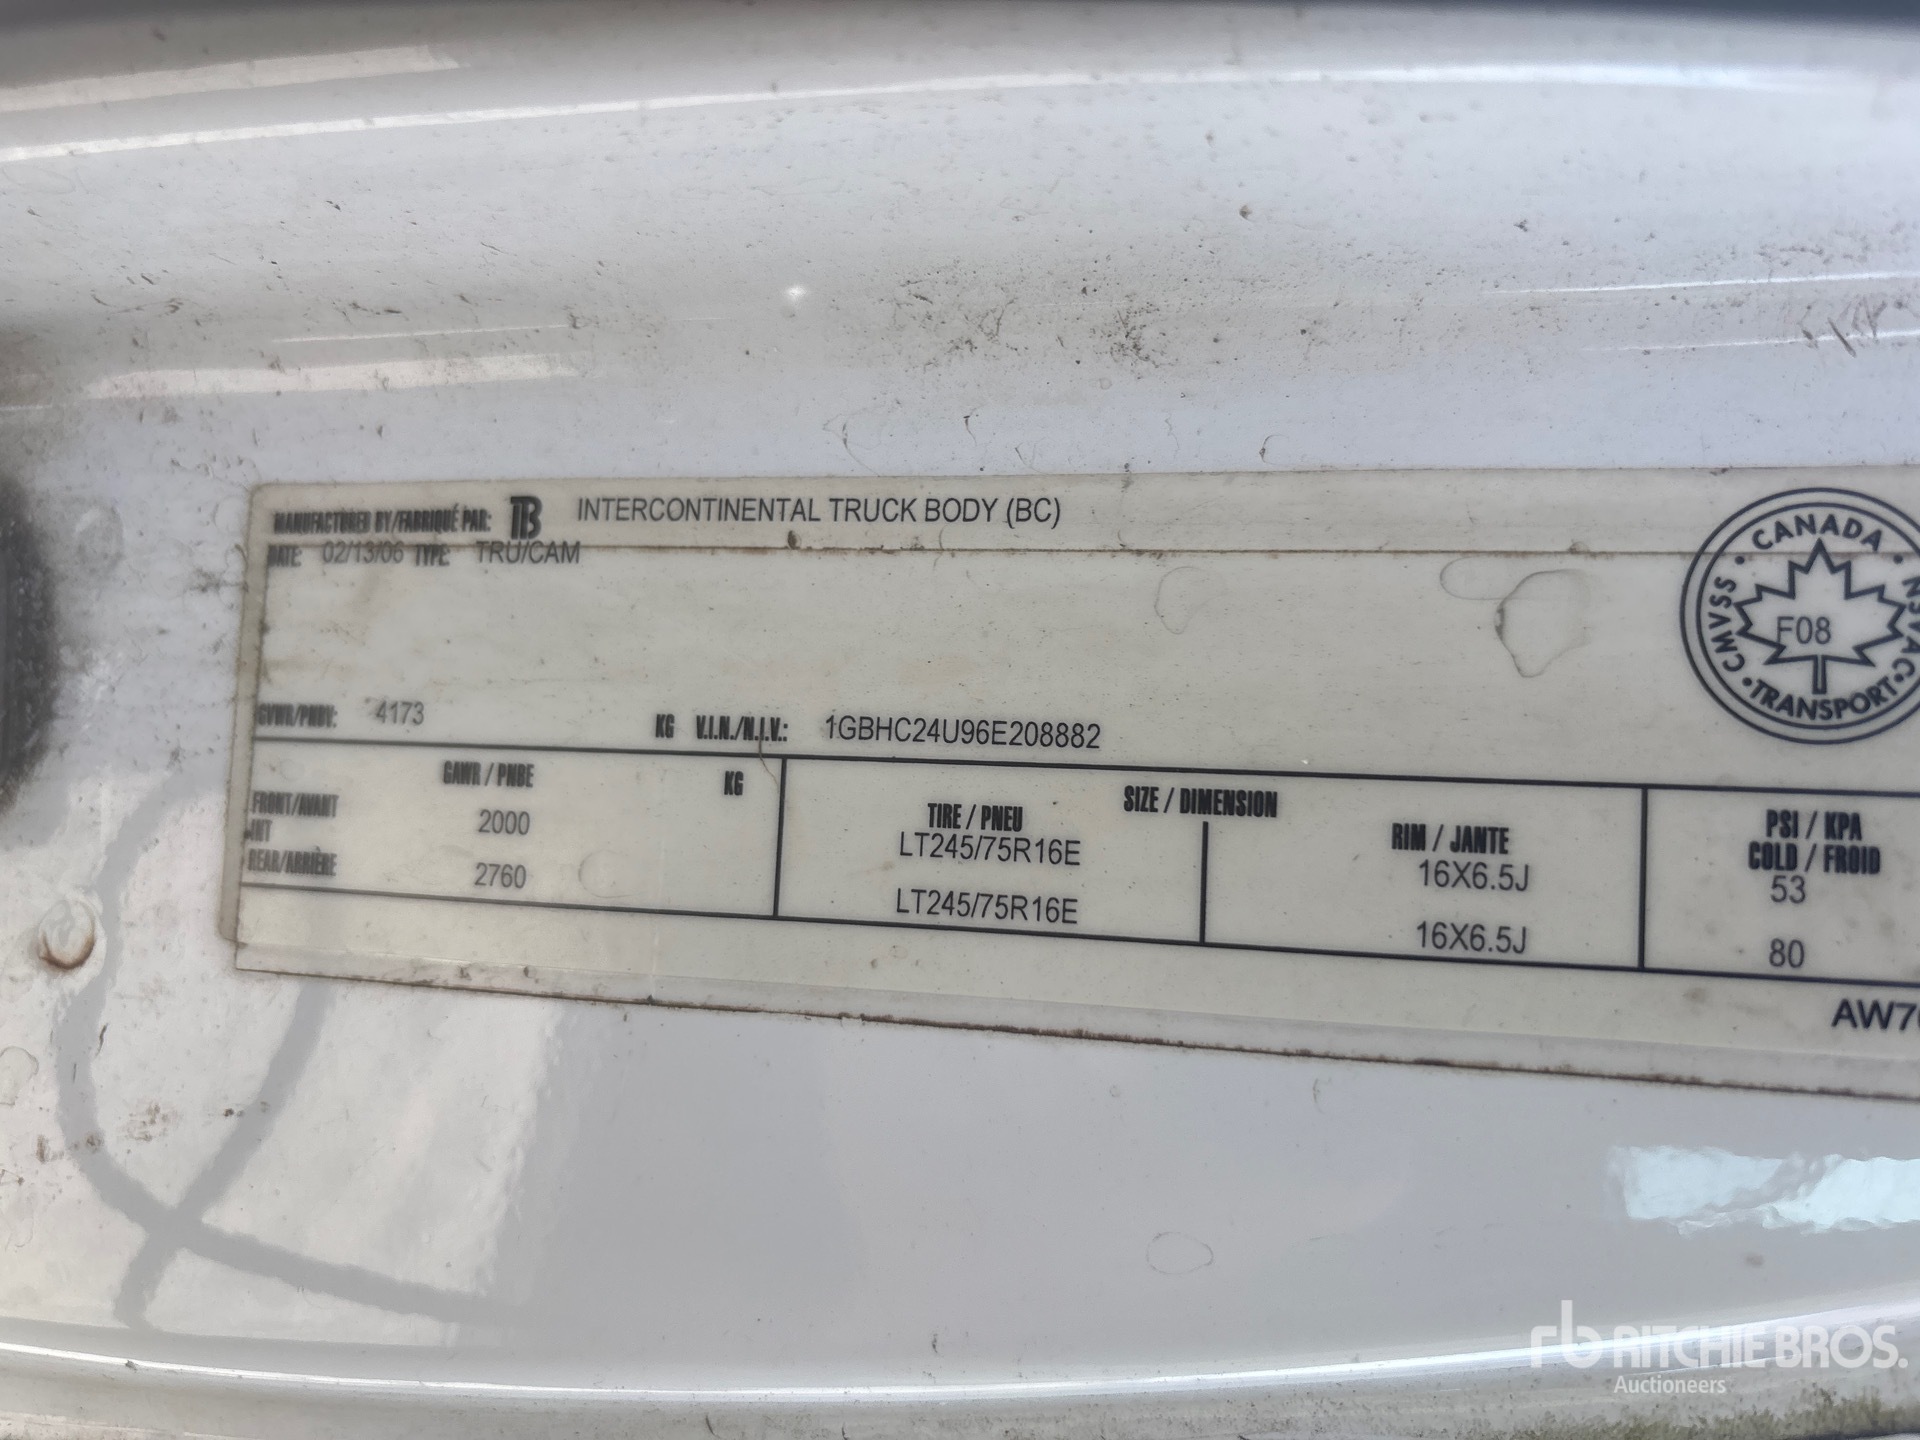 MANUFACTURED BY/FABRIQUÉ PAR: ITB INTERCONTINENTAL TRUCK BODY (BC)
DATE: 02/13/06 TYPE: TRU/CAM
CANADA
CMVSS NSVAC
F08
TRANSPORT
GVWR/PNBV: 4173 KG V.I.N./N.I.V.: 1GBHC24U96E208882
GAWR / PNBE KG
SIZE / DIMENSION
TIRE / PNEU RIM / JANTE PSI / KPA
COLD / FROID
FRONT/AVANT 2000 LT245/75R16E 16X6.5J 53
INT
REAR/ARRIÈRE 2760 LT245/75R16E 16X6.5J 80
rb RITCHIE BROS.
Auctioneers